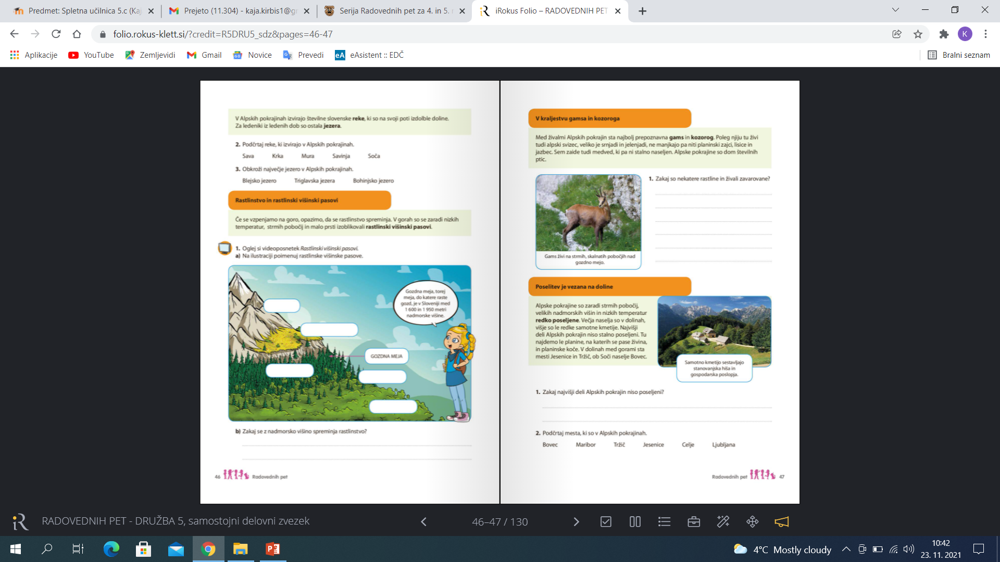 Predmet: Spletna učilnica 5.c (Kaj
Prejeto (11.304) - kaja.kirbis1@gm
Serija Radovednih pet za 4. in 5. r
iRokus Folio – RADOVEDNIH PET
folio.rokus-klett.si/?credit=R5DRU5_sdz&pages=46-47
K
Aplikacije
YouTube
Zemljevidi
Gmail
Novice
Prevedi
eA
eAsistent :: EDČ
Bralni seznam
V Alpskih pokrajinah izvirajo številne slovenske reke, ki so na svoji poti izdolble doline.
Za ledeniki iz ledenih dob so ostala jezera.
2. Podčrtaj reke, ki izvirajo v Alpskih pokrajinah.
Sava Krka Mura Savinja Soča
3. Obkroži največje jezero v Alpskih pokrajinah.
Blejsko jezero Triglavska jezera Bohinjsko jezero
Rastlinstvo in rastlinski višinski pasovi
Če se vzpenjamo na goro, opazimo, da se rastlinstvo spreminja. V gorah so se zaradi nizkih
temperatur, strmih pobočij in malo prsti izoblikovali rastlinski višinski pasovi.
1. Oglej si videoposnetek Rastlinski višinski pasovi.
a) Na ilustraciji poimenuj rastlinske višinske pasove.
Gozdna meja, torej
meja, do katere raste
gozd, je v Sloveniji med
1 600 in 1 950 metri
nadmorske višine.
GOZDNA MEJA
b) Zakaj se z nadmorsko višino spreminja rastlinstvo?
46 Radovednih pet
V kraljestvu gamsa in kozoroga
Med živalmi Alpskih pokrajin sta najbolj prepoznavna gams in kozorog. Poleg njiju tu živi
tudi alpski svizec, veliko je srnjadi in jelenjadi, ne manjkajo pa niti planinski zajci, lisice in
jazbec. Sem zaide tudi medved, ki pa ni stalno naseljen. Alpske pokrajine so dom številnih
ptic.
1. Zakaj so nekatere rastline in živali zavarovane?
Gams živi na strmih, skalnatih pobočjih nad
gozdno mejo.
Poselitev je vezana na doline
Alpske pokrajine so zaradi strmih pobočij,
velikih nadmorskih višin in nizkih temperatur
redko poseljene. Večja naselja so v dolinah,
višje so le redke samotne kmetije. Najvišji
deli Alpskih pokrajin niso stalno poseljeni. Tu
najdemo le planine, na katerih se pase živina,
in planinske koče. V dolinah med gorami sta
mesti Jesenice in Tržič, ob Soči naselje Bovec.
Samotno kmetijo sestavljajo
stanovanjska hiša in
gospodarska poslopja.
1. Zakaj najvišji deli Alpskih pokrajin niso poseljeni?
2. Podčrtaj mesta, ki so v Alpskih pokrajinah.
Bovec Maribor Tržič Jesenice Celje Ljubljana
Radovednih pet 47
iR
RADOVEDNIH PET - DRUŽBA 5, samostojni delovni zvezek
46–47 / 130
4°C Mostly cloudy
10:42
23. 11. 2021